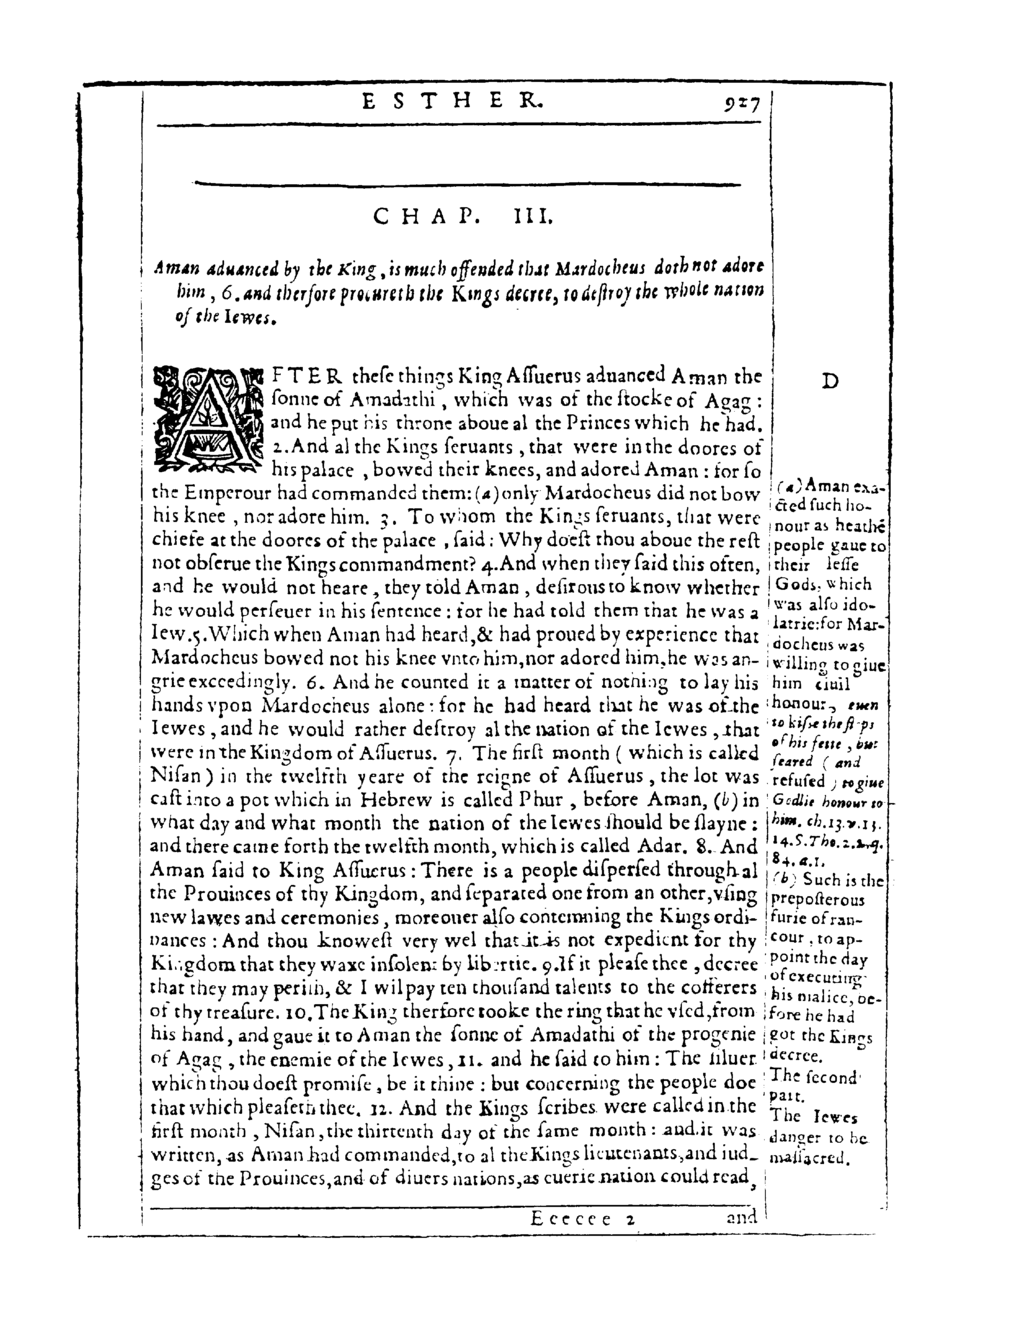 ESTHER. 927
CHAP. III.
Aman aduanced by the King, is much offended that Mardocheus doth not adore
him, 6. and therfore procureth the Kings decree, to destroy the whole nation
of the Iewes.
AFTER theſe things King Aſſuerus aduanced Aman the
ſonne of Amadathi, which was of the ſtocke of Agag:
and he put his throne aboue al the Princes which he had.
2. And al the Kings ſeruants, that were in the doores of
his palace, bowed their knees, and adored Aman: for ſo
the Emperour had commanded them: (a) only Mardocheus did not bow
his knee, nor adore him. 3. To whom the Kings ſeruants, that were
chiefe at the doores of the palace, ſaid: Why doeſt thou aboue the reſt
not obſerue the Kings commandment? 4. And when they ſaid this often,
and he would not heare, they told Aman, deſirous to know whether
he would perſeuer in his ſentence: for he had told them that he was a
Iew. 5. Which when Aman had heard, & had proued by experience that
Mardocheus bowed not his knee vnto him, nor adored him, he was an-
grie exceedingly. 6. And he counted it a matter of nothing to lay his
hands vpon Mardocheus alone: for he had heard that he was of the
Iewes, and he would rather deſtroy al the nation of the Iewes, that
were in the Kingdom of Aſſuerus. 7. The firſt month (which is called
Niſan) in the twelfth yeare of the reigne of Aſſuerus, the lot was
caſt into a pot which in Hebrew is called Phur, before Aman, (b) in
what day and what month the nation of the Iewes ſhould be ſlayne:
and there came forth the twelfth month, which is called Adar. 8. And
Aman ſaid to King Aſſuerus: There is a people diſperſed through al
the Prouinces of thy Kingdom, and ſeparated one from an other, vſing
new lawes and ceremonies, moreouer alſo contemning the Kings ordi-
nances: And thou knoweſt very wel that it is not expedient for thy
Kingdom that they waxe inſolent by libertie. 9. If it pleaſe thee, decree
that they may periſh, & I wil pay ten thouſand talents to the cofferers
of thy treaſure. 10. The King therfore tooke the ring that he vſed, from
his hand, and gaue it to Aman the ſonne of Amadathi of the progenie
of Agag, the enemie of the Iewes, 11. and he ſaid to him: The ſiluer
which thou doeſt promiſe, be it thine: but concerning the people doe
that which pleaſeth thee. 12. And the Kings ſcribes were called in the
firſt month, Niſan, the thirtenth day of the ſame month: and it was
written, as Aman had commanded, to al the Kings lieutenants, and iud-
ges of the Prouinces, and of diuers nations, as euerie nation could read,
Eeeeee 2 and
D
(a) Aman exa-
cted ſuch ho-
nour as heathē
people gaue to
their leſſe
Gods: which
was alſo ido-
latrie: for Mar-
docheus was
willing to giue
him ciuil
honour, euen
to kiſſe the ſteps
of his feete, but
feared (and
refuſed) to giue
Godlie honour to
him. ch. 13. v. 13.
14. S. Tho. 2. 2. q.
84. a. 1.
(b) Such is the
prepoſterous
furie of ran-
cour, to ap-
point the day
of executing
his malice, be-
fore he had
got the Kings
decree.
The ſecond
part.
The Iewes
danger to be
maſſacred.